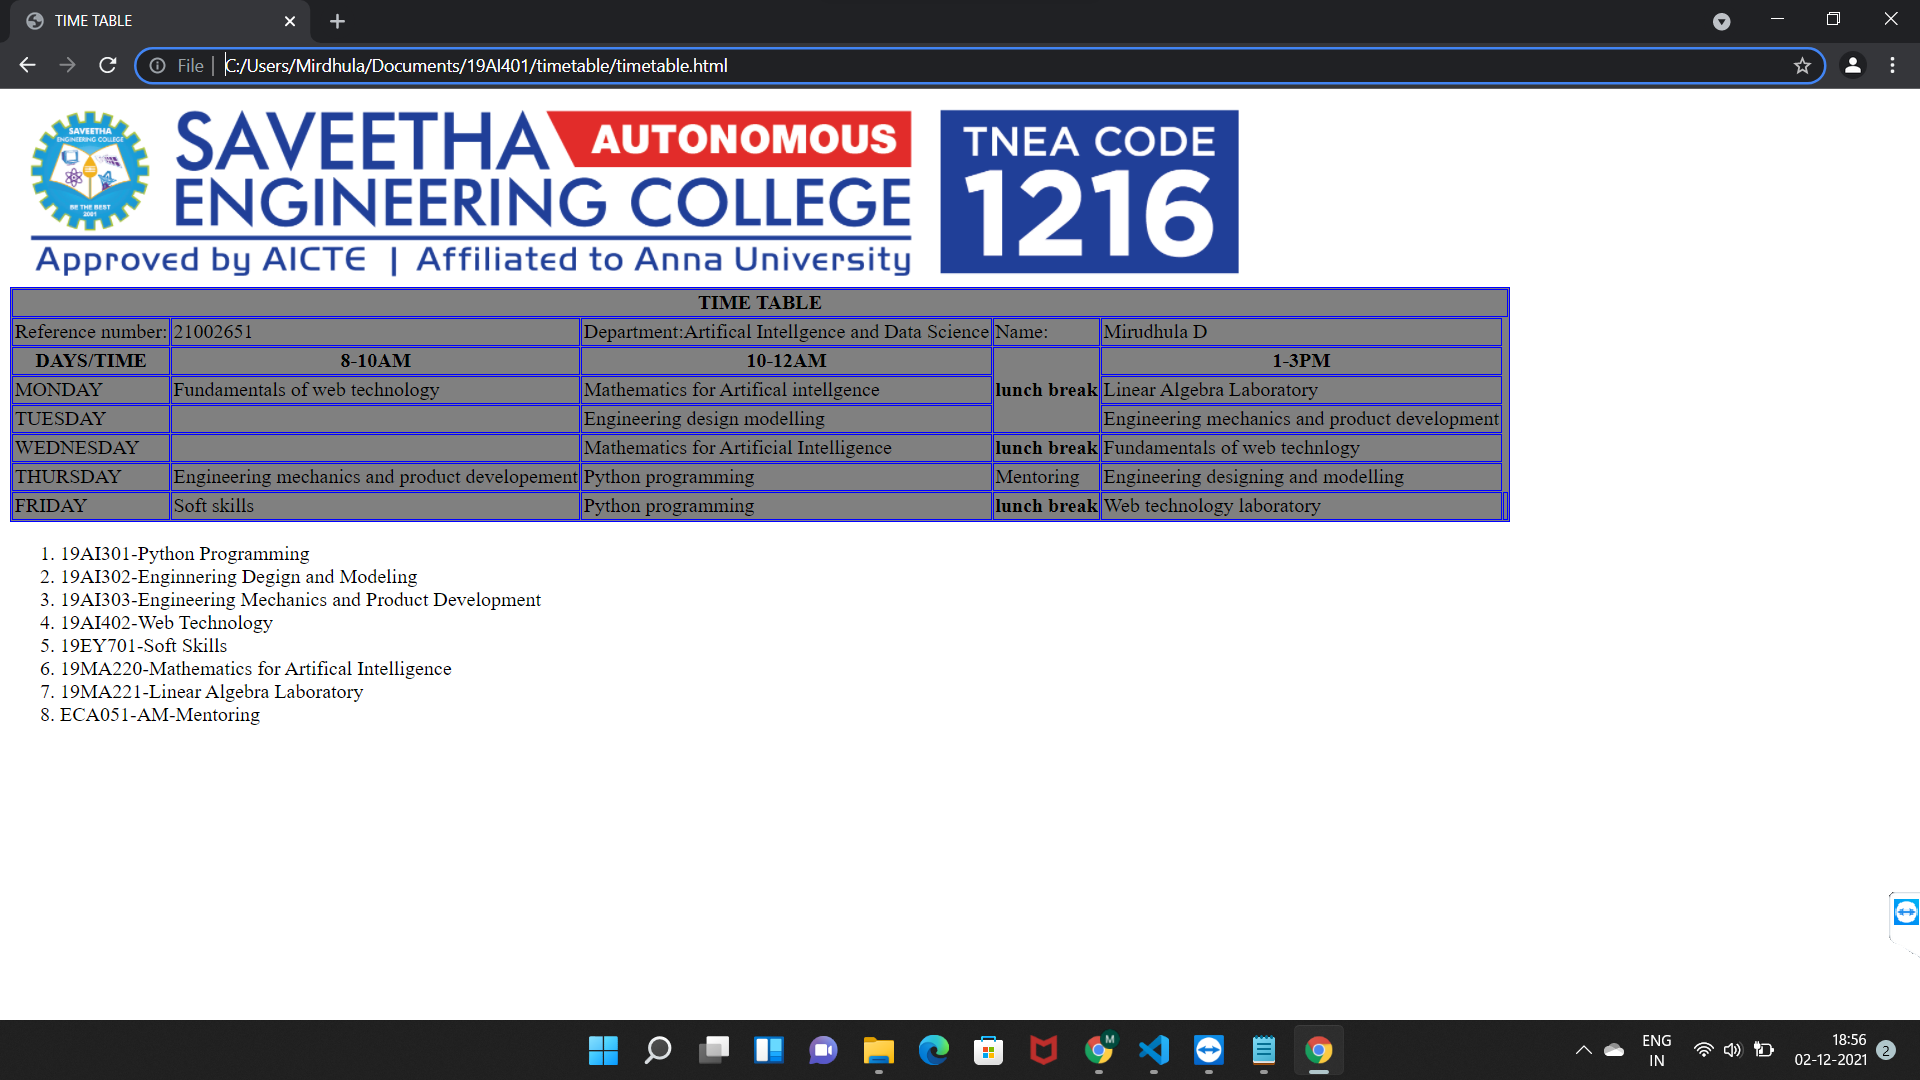 TIME TABLE
File | C:/Users/Mirdhula/Documents/19AI401/timetable/timetable.html
SAVEETHA ENGINEERING COLLEGE
BE THE BEST
2001
SAVEETHA AUTONOMOUS
ENGINEERING COLLEGE
Approved by AICTE | Affiliated to Anna University
TNEA CODE
1216
TIME TABLE
Reference number: 21002651 Department:Artifical Intellgence and Data Science Name: Mirudhula D
DAYS/TIME 8-10AM 10-12AM 1-3PM
MONDAY Fundamentals of web technology Mathematics for Artifical intellgence lunch break Linear Algebra Laboratory
TUESDAY Engineering design modelling Engineering mechanics and product development
WEDNESDAY Mathematics for Artificial Intelligence lunch break Fundamentals of web technlogy
THURSDAY Engineering mechanics and product developement Python programming Mentoring Engineering designing and modelling
FRIDAY Soft skills Python programming lunch break Web technology laboratory
1. 19AI301-Python Programming
2. 19AI302-Enginnering Degign and Modeling
3. 19AI303-Engineering Mechanics and Product Development
4. 19AI402-Web Technology
5. 19EY701-Soft Skills
6. 19MA220-Mathematics for Artifical Intelligence
7. 19MA221-Linear Algebra Laboratory
8. ECA051-AM-Mentoring
M
ENG
IN
18:56
02-12-2021
2